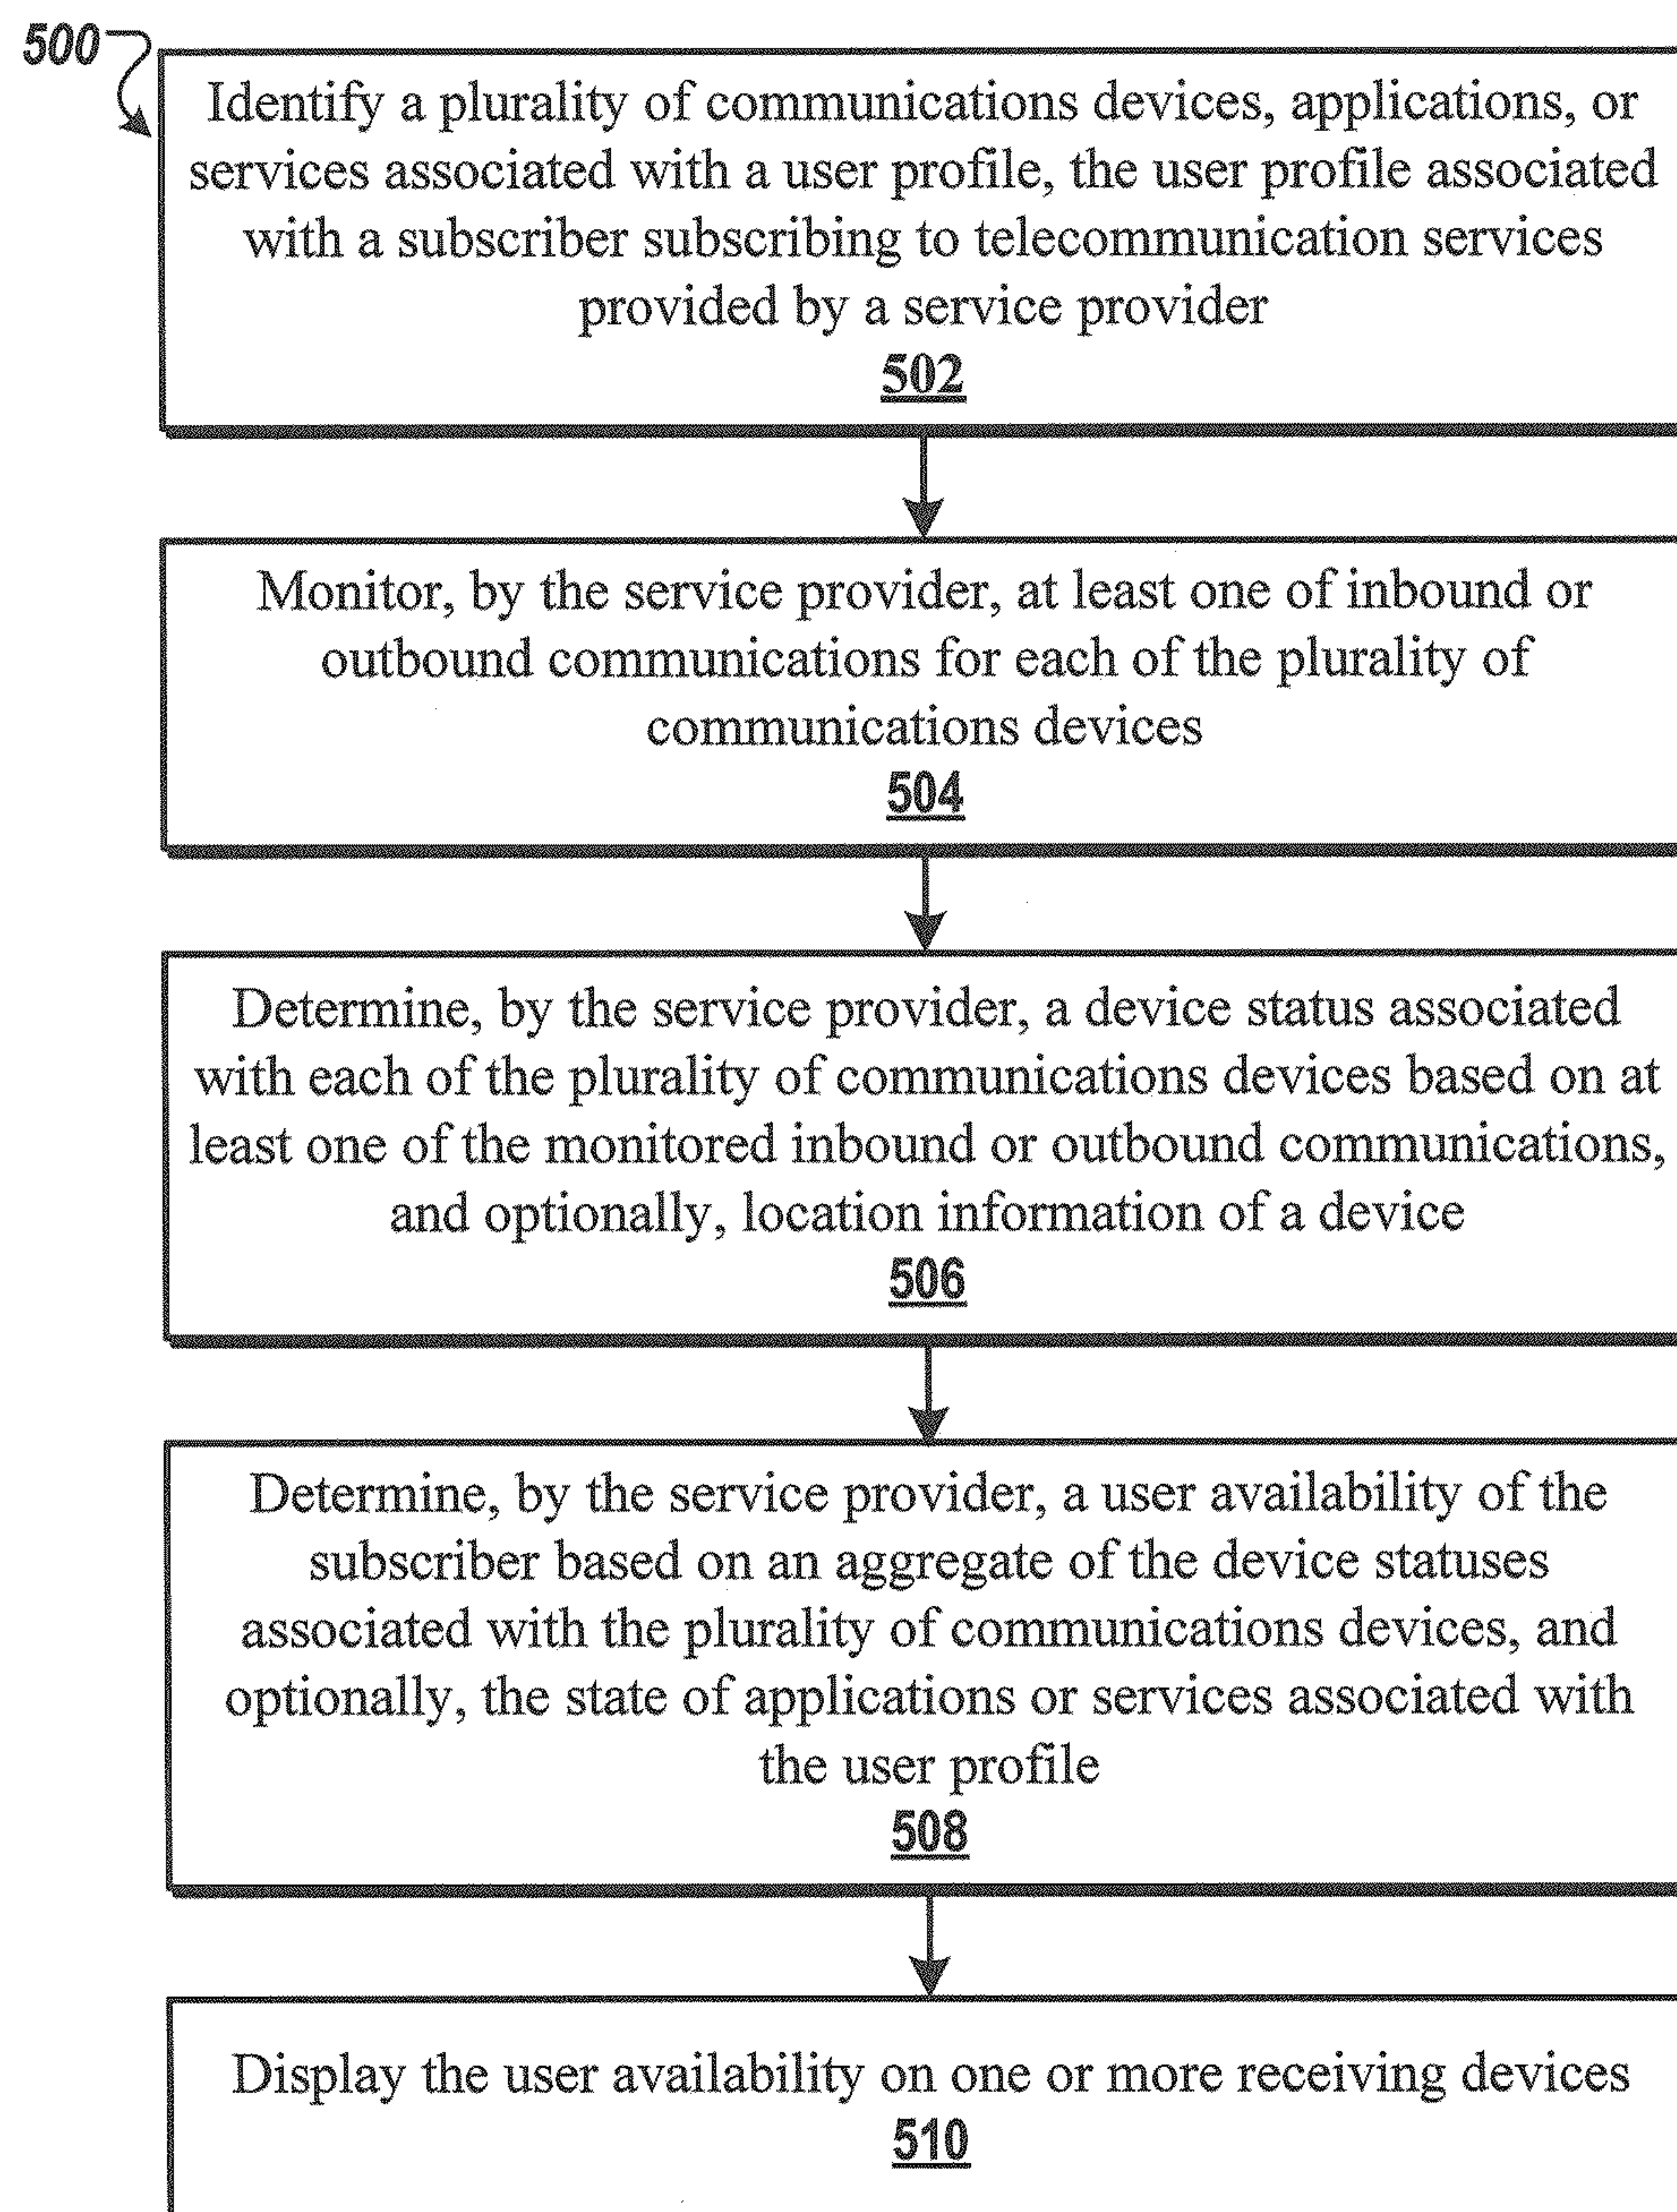 500
Identify a plurality of communications devices, applications, or
services associated with a user profile, the user profile associated
with a subscriber subscribing to telecommunication services
provided by a service provider
502
Monitor, by the service provider, at least one of inbound or
outbound communications for each of the plurality of
communications devices
504
Determine, by the service provider, a device status associated
with each of the plurality of communications devices based on at
least one of the monitored inbound or outbound communications,
and optionally, location information of a device
506
Determine, by the service provider, a user availability of the
subscriber based on an aggregate of the device statuses
associated with the plurality of communications devices, and
optionally, the state of applications or services associated with
the user profile
508
Display the user availability on one or more receiving devices
510